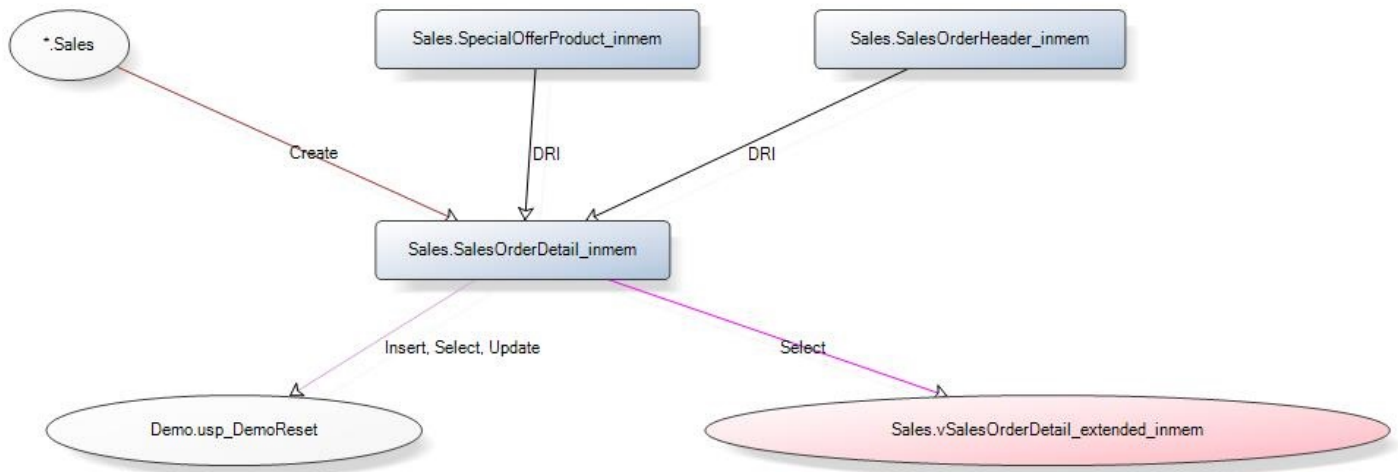 *.Sales
Sales.SpecialOfferProduct_inmem
Sales.SalesOrderHeader_inmem
Create
DRI
DRI
Sales.SalesOrderDetail_inmem
Insert, Select, Update
Select
Demo.usp_DemoReset
Sales.vSalesOrderDetail_extended_inmem